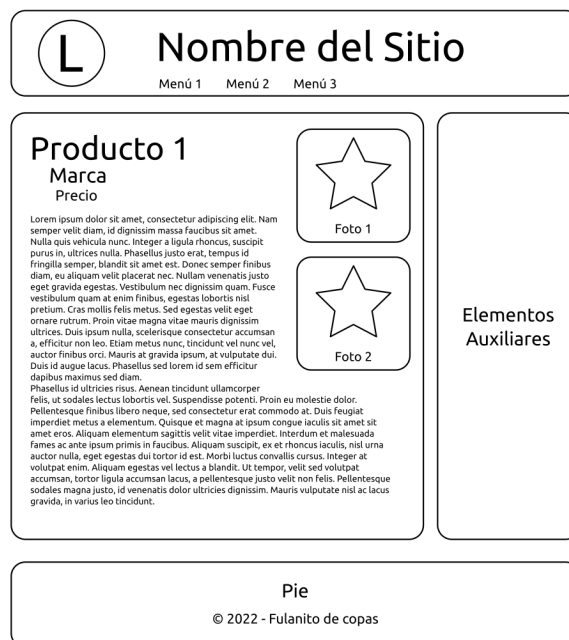 L
Nombre del Sitio
Menú 1 Menú 2 Menú 3
Producto 1
Marca
Precio
Lorem ipsum dolor sit amet, consectetur adipiscing elit. Nam
semper velit diam, id dignissim massa faucibus sit amet.
Nulla quis vehicula nunc. Integer a ligula rhoncus, suscipit
purus in, ultrices nulla. Phasellus justo erat, tempus id
fringilla semper, blandit sit amet est. Donec semper finibus
diam, eu aliquam velit placerat nec. Nullam venenatis justo
eget gravida egestas. Vestibulum nec dignissim quam. Fusce
vestibulum quam at enim finibus, egestas lobortis nisl
pretium. Cras mollis felis metus. Sed egestas velit eget
ornare rutrum. Proin vitae magna vitae mauris dignissim
ultrices. Duis ipsum nulla, scelerisque consectetur accumsan
a, efficitur non leo. Etiam metus nunc, tincidunt vel nunc vel,
auctor finibus orci. Mauris at gravida ipsum, at vulputate dui.
Duis id augue lacus. Phasellus sed lorem id sem efficitur
dapibus maximus sed diam.
Phasellus id ultricies risus. Aenean tincidunt ullamcorper
felis, ut sodales lectus lobortis vel. Suspendisse potenti. Proin eu molestie dolor.
Pellentesque finibus libero neque, sed consectetur erat commodo at. Duis feugiat
imperdiet metus a elementum. Quisque et magna at ipsum congue iaculis sit amet sit
amet eros. Aliquam elementum sagittis velit vitae imperdiet. Interdum et malesuada
fames ac ante ipsum primis in faucibus. Aliquam suscipit, ex et rhoncus iaculis, nisl urna
auctor nulla, eget egestas dui tortor id est. Morbi luctus convallis cursus. Integer at
volutpat enim. Aliquam egestas vel lectus a blandit. Ut tempor, velit sed volutpat
accumsan, tortor ligula accumsan lacus, a pellentesque justo velit non felis. Pellentesque
sodales magna justo, id venenatis dolor ultricies dignissim. Mauris vulputate nisl ac lacus
gravida, in varius leo tincidunt.
Foto 1
Foto 2
Elementos
Auxiliares
Pie
© 2022 - Fulanito de copas